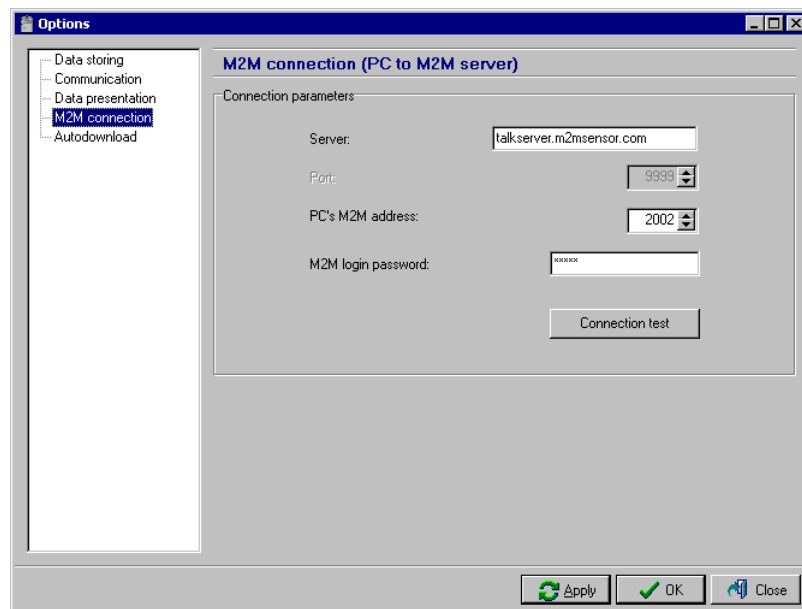 Options
Data storing
Communication
Data presentation
M2M connection
Autodownload
M2M connection (PC to M2M server)
Connection parameters
Server: talkserver.m2msensor.com
Port: 9999
PC's M2M address: 2002
M2M login password: xxxxx
Connection test
Apply OK Close